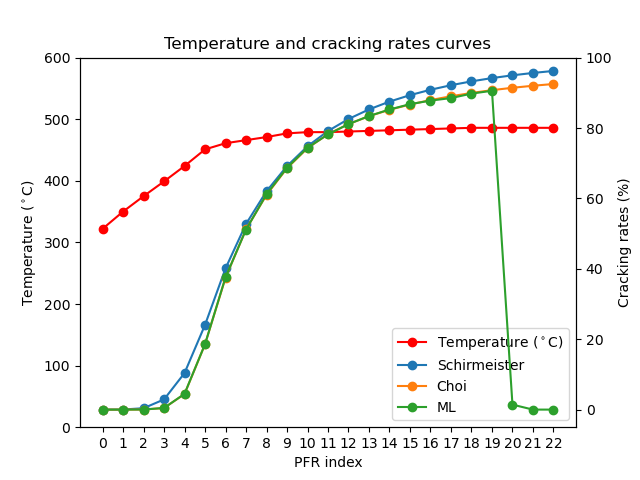 Temperature and cracking rates curves
600
500
400
300
200
100
0
Temperature (°C)
100
80
60
40
20
0
Cracking rates (%)
Temperature (°C)
Schirmeister
Choi
ML
0 1 2 3 4 5 6 7 8 9 10 11 12 13 14 15 16 17 18 19 20 21 22
PFR index